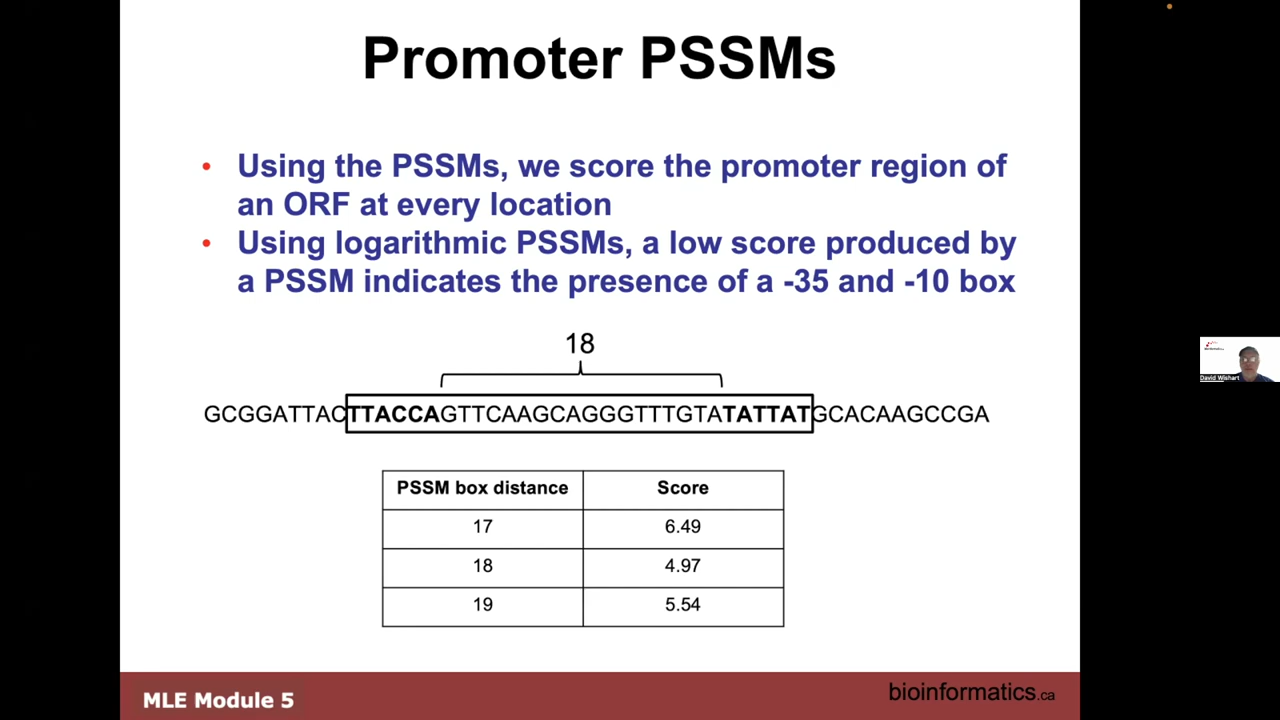 Promoter PSSMs
• Using the PSSMs, we score the promoter region of
an ORF at every location
• Using logarithmic PSSMs, a low score produced by
a PSSM indicates the presence of a -35 and -10 box
18
GCGGATTACTTACCAGTTCAAGCAGGGTTTGTATATTATGCACAAGCCGA
PSSM box distance Score
17 6.49
18 4.97
19 5.54
David Wishart
MLE Module 5
bioinformatics.ca